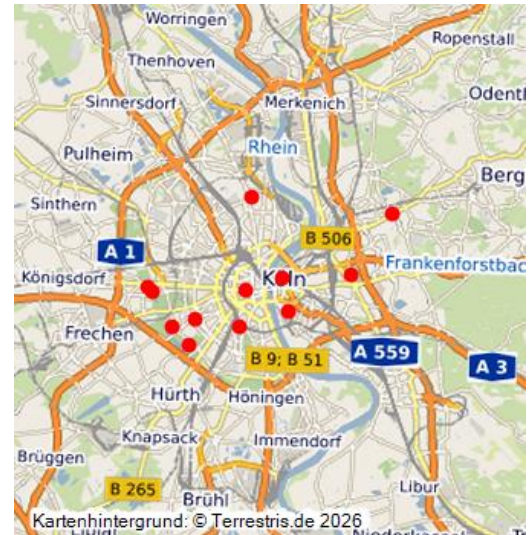 Worringen
Ropenstall
Thenhoven
Sinnersdorf
Merkenich
Odenth
Rhein
Pulheim
Berg
Sinthern
B 506
A 1
Königsdorf
Köln
Frankenforstbac
Frechen
A 559
B 9; B 51
A 3
Hürth
Höningen
Knapsack
Immendorf
Brüggen
B 265
Libur
Brühl
Kartenhintergrund: © Terrestris.de 2026